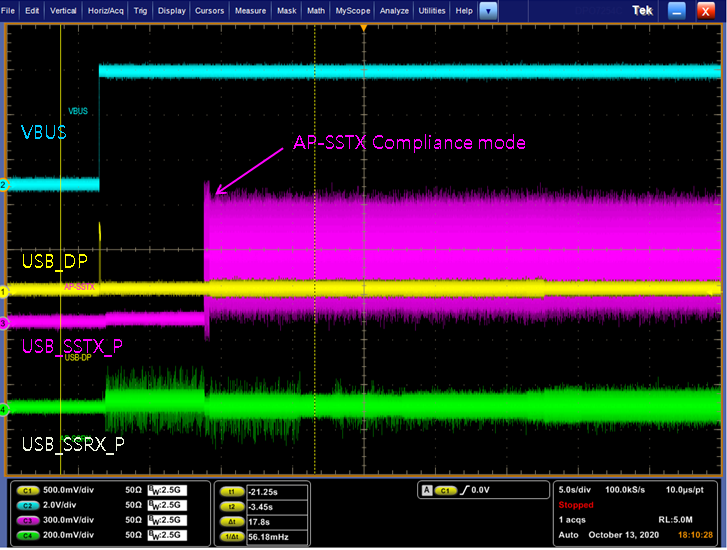 File Edit Vertical Horiz/Acq Trig Display Cursors Measure Mask Math MyScope Analyze Utilities Help Tek X
VBUS
VBUS
AP-SSTX Compliance mode
2
USB_DP
AP-SSTX
1
3
USB_SSTX_P
USB-DP
4
USB_SSRX_P
C1 500.0mV/div 50Ω BW:2.5G
C2 2.0V/div 50Ω BW:2.5G
C3 300.0mV/div 50Ω BW:2.5G
C4 200.0mV/div 50Ω BW:2.5G
t1 -21.25s
t2 -3.45s
Δt 17.8s
1/Δt 56.18mHz
A C1 0.0V
5.0s/div 100.0kS/s 10.0µs/pt
Stopped
1 acqs RL:5.0M
Auto October 13, 2020 18:10:28